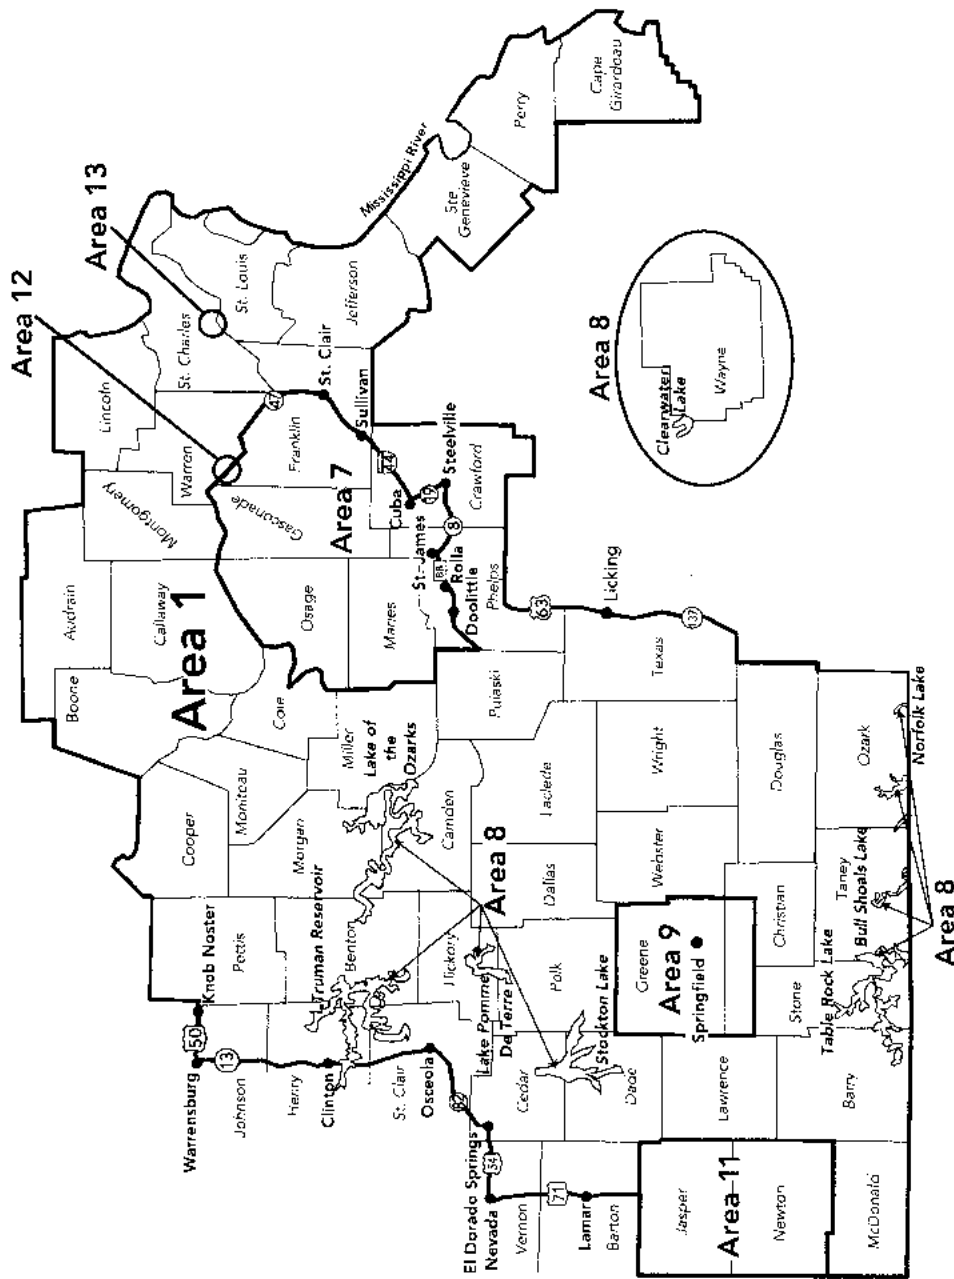 Area 12
Area 13
Lincoln
St. Charles
St. Louis
Mississippi River
Jefferson
Ste
Genevieve
Perry
Cape
Girardeau
Audrain
Montgomery
Warren
Franklin
47
St. Clair
Sullivan
44
Area 7
Gasconade
Cuba
19
Steelville
Crawford
8
St. James
Rolla
Doolittle
Phelps
Boone
Callaway
Area 1
Osage
Maries
Cole
Miller
Lake of
the
Ozarks
Pulaski
63
Licking
137
Texas
Cooper
Moniteau
Morgan
Camden
Laclede
Wright
Douglas
Ozark
Norfolk Lake
Knob Noster
Pettis
Benton
Truman Reservoir
Hickory
Area 8
Dallas
Webster
Christian
Taney
Bull Shoals Lake
Area 8
Warrensburg
50
13
Johnson
Henry
Clinton
St. Clair
Osceola
82
El Dorado Springs
54
Nevada
Vernon
71
Lamar
Barton
Lake Pomme
De Terre
Cedar
Polk
Stockton Lake
Dade
Greene
Area 9
Springfield
Stone
Table Rock Lake
Lawrence
Barry
Jasper
Area 11
Newton
McDonald
Area 8
Clearwater
Lake
Wayne